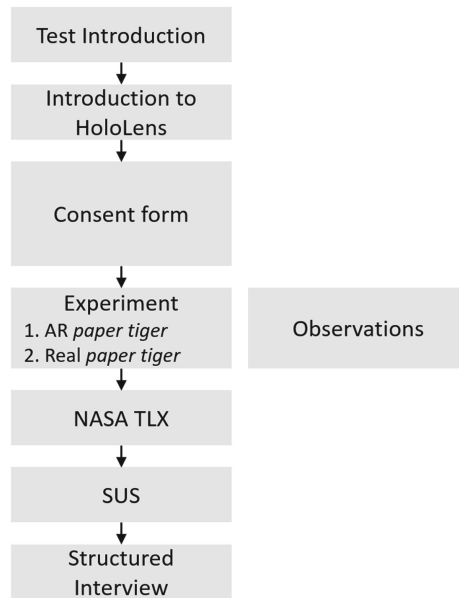 Test Introduction
Introduction to
HoloLens
Consent form
Experiment
1. AR paper tiger
2. Real paper tiger
Observations
NASA TLX
SUS
Structured
Interview